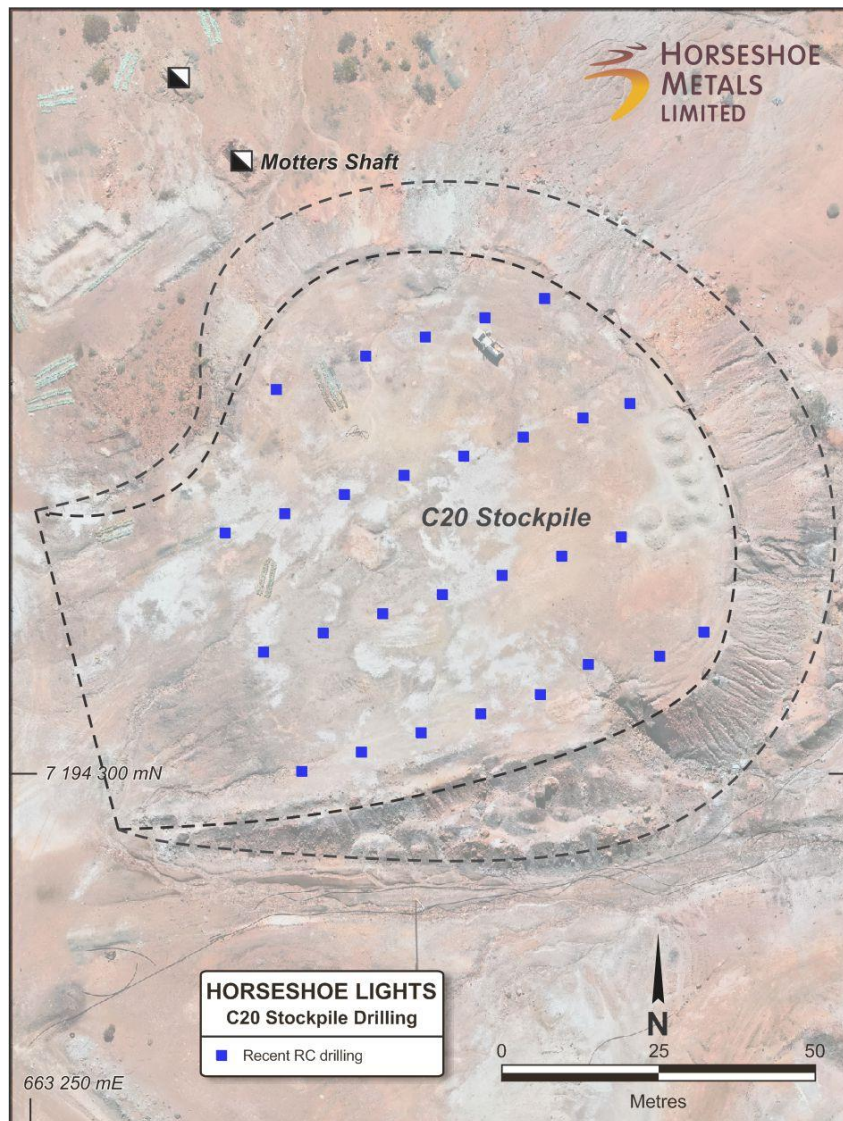 HORSESHOE
METALS
LIMITED
Motters Shaft
C20 Stockpile
7 194 300 mN
HORSESHOE LIGHTS
C20 Stockpile Drilling
Recent RC drilling
N
0 25 50
Metres
663 250 mE